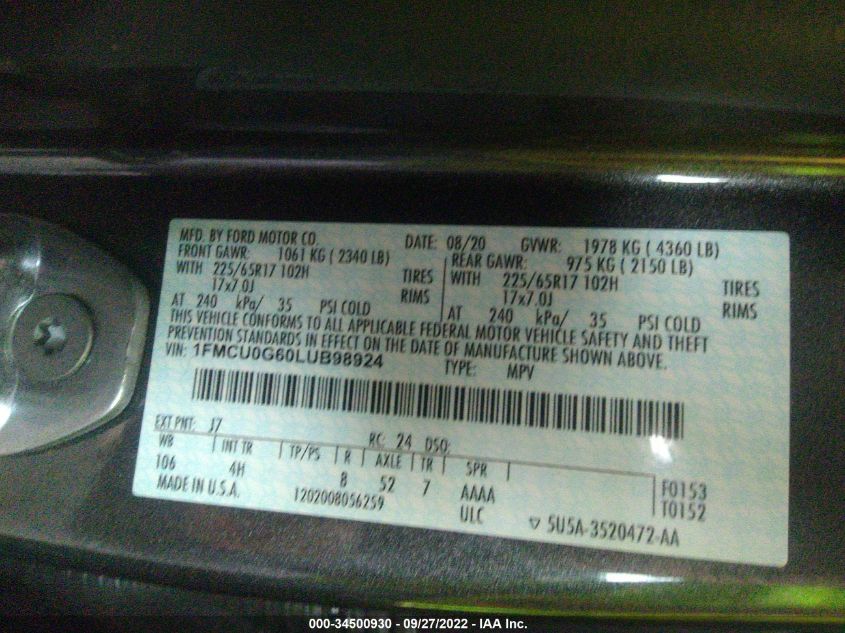 MFD. BY FORD MOTOR CO. DATE: 08/20 GVWR: 1978 KG ( 4360 LB)
FRONT GAWR: 1061 KG ( 2340 LB) REAR GAWR: 975 KG ( 2150 LB)
WITH 225/65R17 102H TIRES WITH 225/65R17 102H TIRES
17x7.0J RIMS 17x7.0J RIMS
AT 240 kPa/ 35 PSI COLD AT 240 kPa/ 35 PSI COLD
THIS VEHICLE CONFORMS TO ALL APPLICABLE FEDERAL MOTOR VEHICLE SAFETY AND THEFT
PREVENTION STANDARDS IN EFFECT ON THE DATE OF MANUFACTURE SHOWN ABOVE.
VIN: 1FMCU0G60LUB98924 TYPE: MPV
EXT PNT: J7 RC: 24 DSO:
WB INT TR TP/PS R AXLE TR SPR
106 4H 8 52 7 AAAA F0153
MADE IN U.S.A. 1202008056259 ULC T0152
▽ 5U5A-3520472-AA
000-34500930 - 09/27/2022 - IAA Inc.